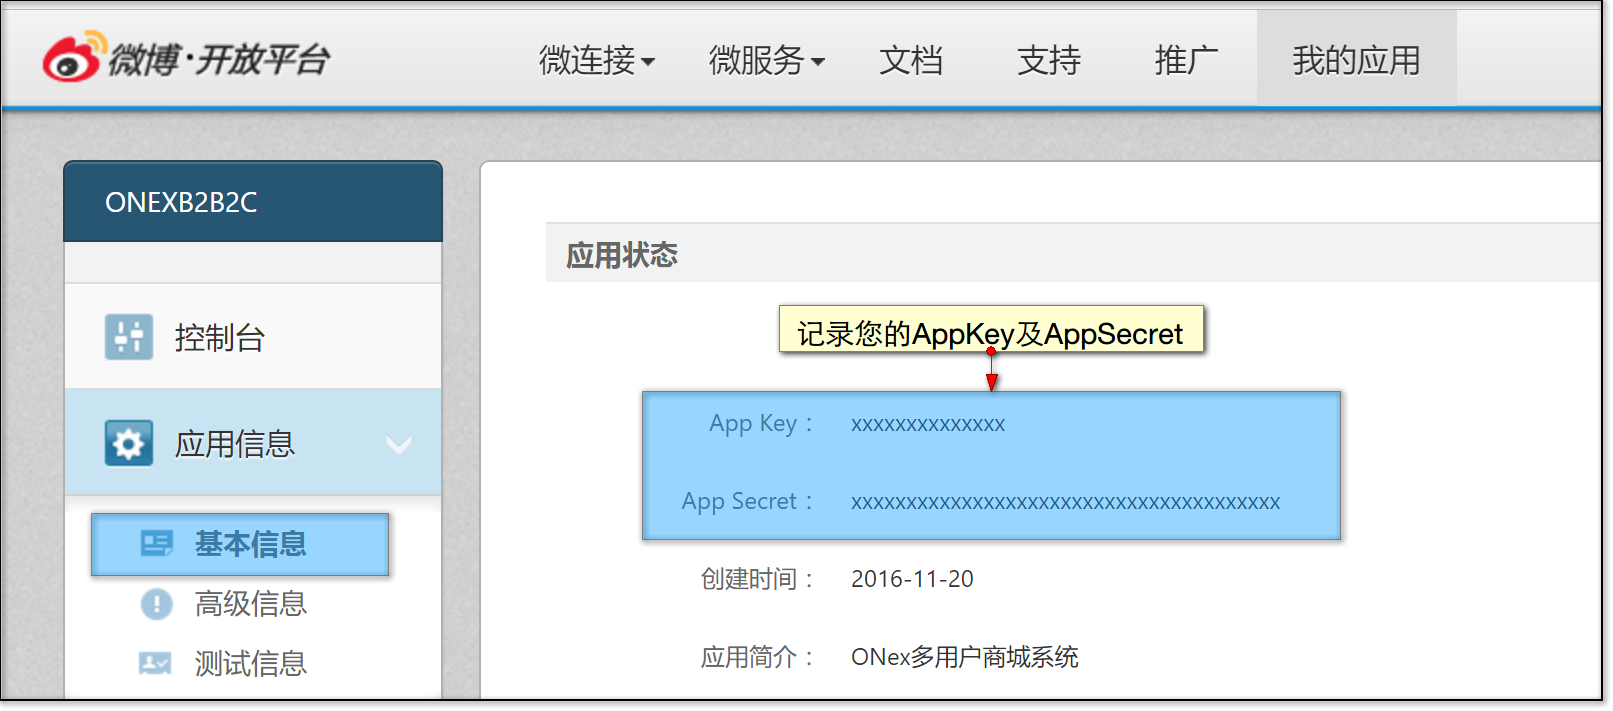 微博·开放平台 微连接 微服务 文档 支持 推广 我的应用
ONEXB2B2C
控制台
应用信息
基本信息
高级信息
测试信息
应用状态
记录您的AppKey及AppSecret
App Key： xxxxxxxxxxxxxx
App Secret： xxxxxxxxxxxxxxxxxxxxxxxxxxxxxxxxxxxxxxx
创建时间： 2016-11-20
应用简介： ONex多用户商城系统